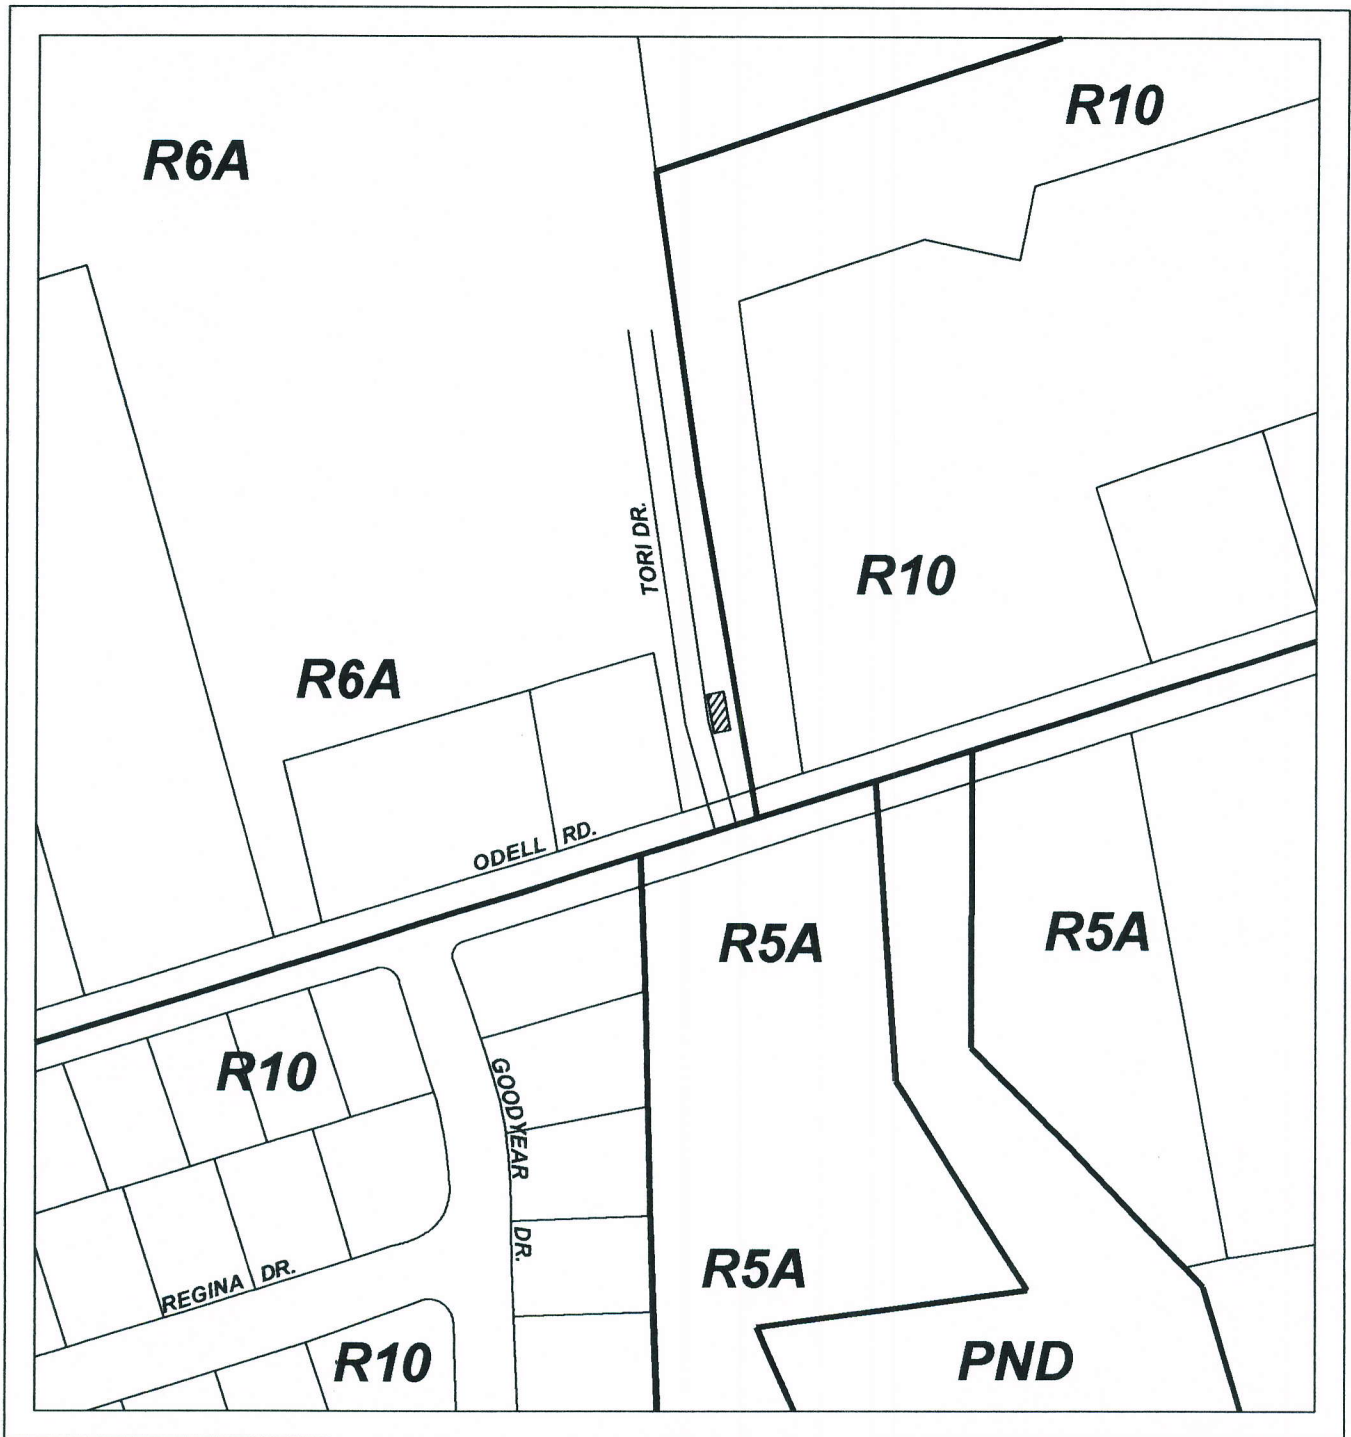 R10
R6A
TORI DR.
R10
R6A
ODELL RD.
R5A
R5A
R10
GOODYEAR DR.
R5A
REGINA DR.
R10
PND